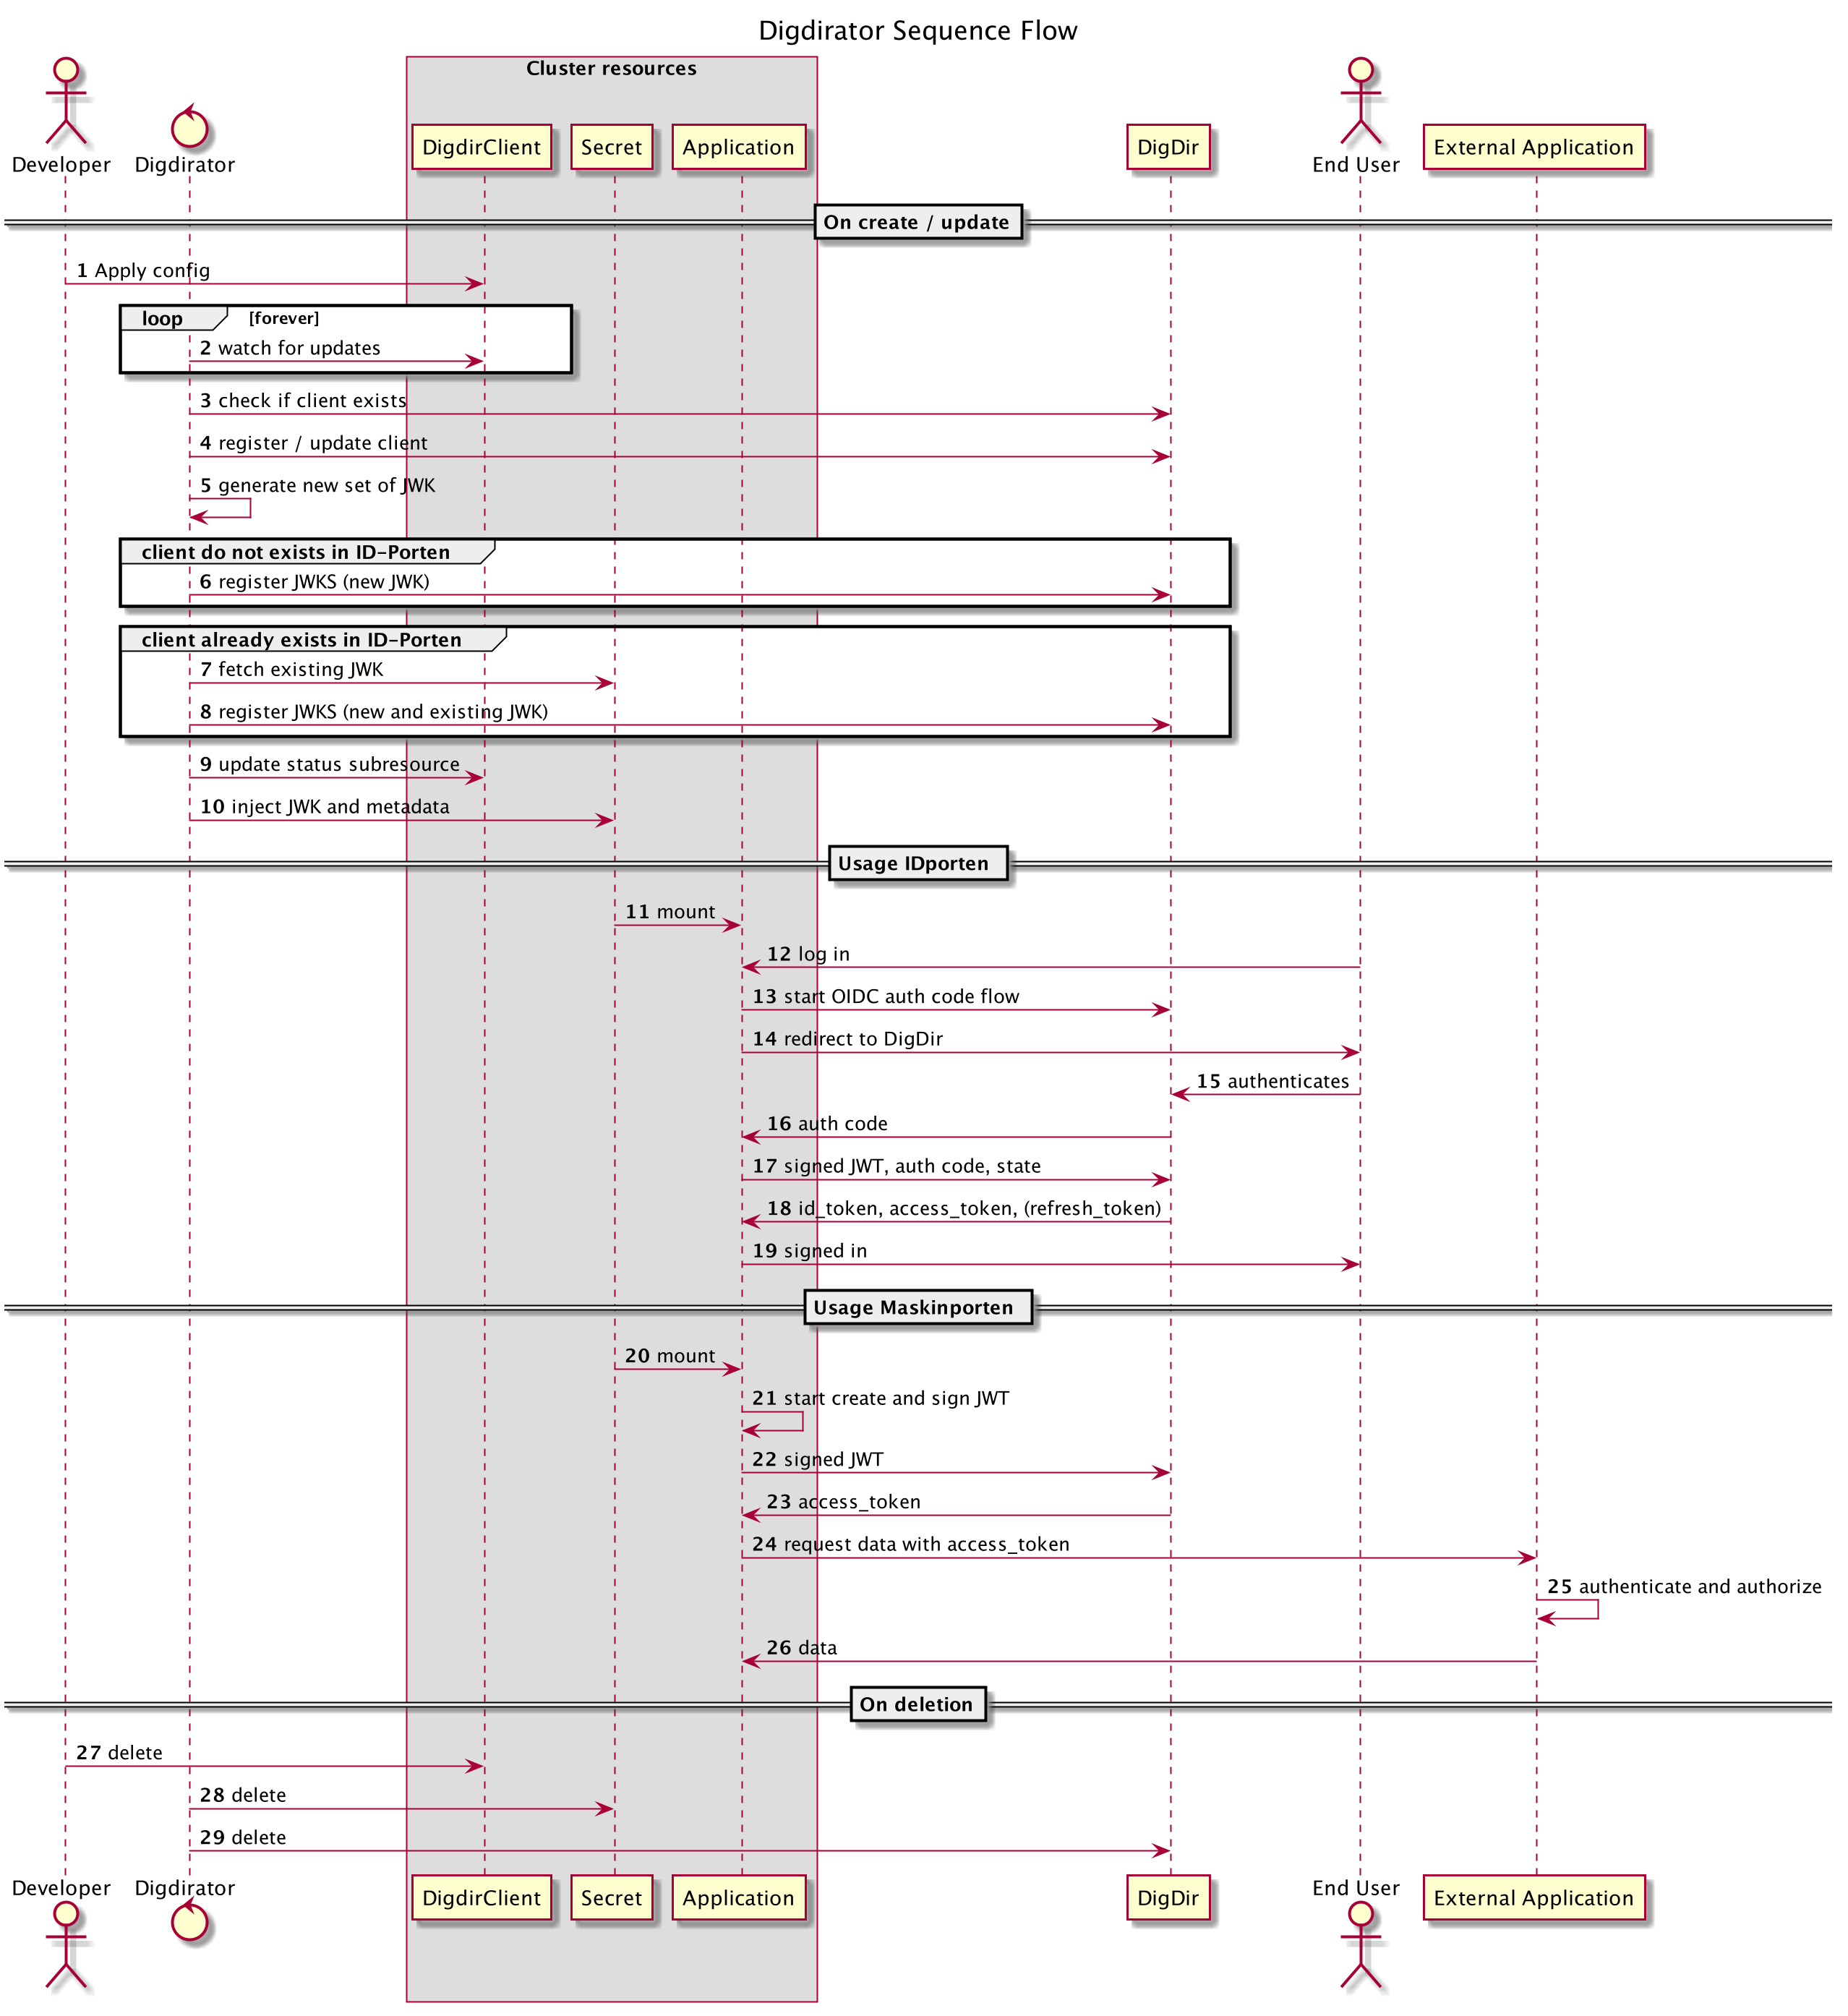 Digdirator Sequence Flow
Cluster resources
Developer
Digdirator
DigdirClient
Secret
Application
DigDir
End User
External Application
On create / update
1 Apply config
loop [forever]
2 watch for updates
3 check if client exists
4 register / update client
5 generate new set of JWK
client do not exists in ID-Porten
6 register JWKS (new JWK)
client already exists in ID-Porten
7 fetch existing JWK
8 register JWKS (new and existing JWK)
9 update status subresource
10 inject JWK and metadata
Usage IDporten
11 mount
12 log in
13 start OIDC auth code flow
14 redirect to DigDir
15 authenticates
16 auth code
17 signed JWT, auth code, state
18 id_token, access_token, (refresh_token)
19 signed in
Usage Maskinporten
20 mount
21 start create and sign JWT
22 signed JWT
23 access_token
24 request data with access_token
25 authenticate and authorize
26 data
On deletion
27 delete
28 delete
29 delete
Developer
Digdirator
DigdirClient
Secret
Application
DigDir
End User
External Application